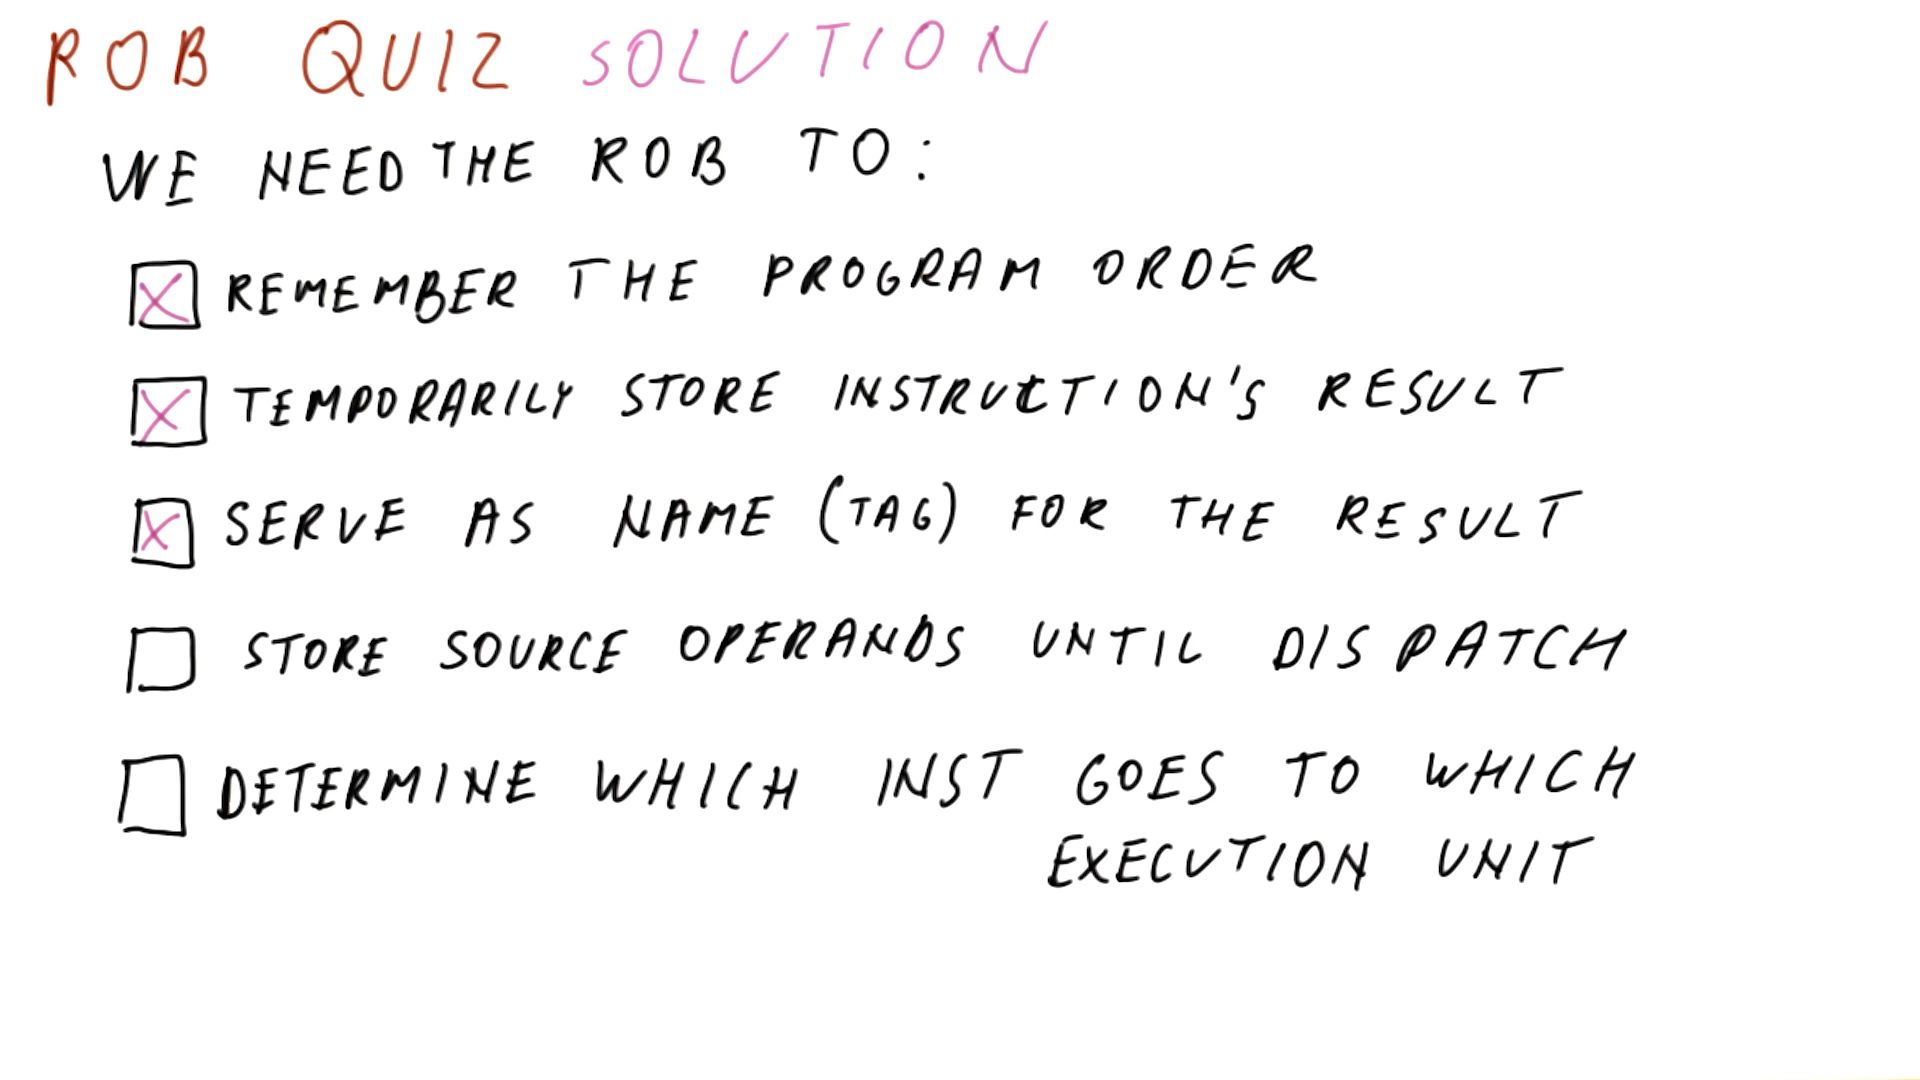 ROB QUIZ SOLUTION
WE NEED THE ROB TO:
REMEMBER THE PROGRAM ORDER
TEMPORARILY STORE INSTRUCTION'S RESULT
SERVE AS NAME (TAG) FOR THE RESULT
STORE SOURCE OPERANDS UNTIL DISPATCH
DETERMINE WHICH INST GOES TO WHICH
EXECUTION UNIT